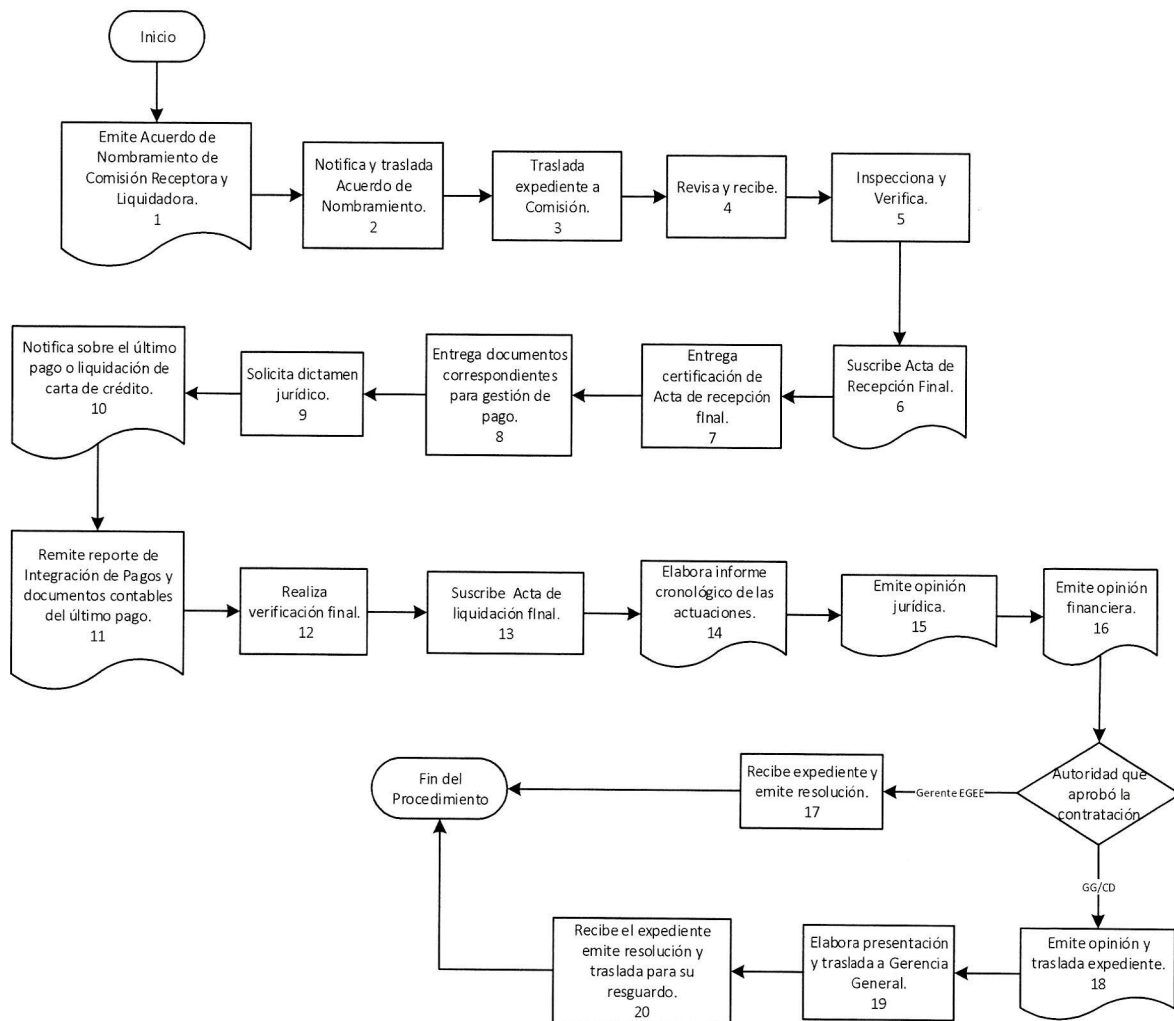 Inicio
Emite Acuerdo de
Nombramiento de
Comisión Receptora y
Liquidadora.
1
Notifica y traslada
Acuerdo de
Nombramiento.
2
Traslada
expediente a
Comisión.
3
Revisa y recibe.
4
Inspecciona y
Verifica.
5
Suscribe Acta de
Recepción Final.
6
Entrega
certificación de
Acta de recepción
fInal.
7
Entrega documentos
correspondientes
para gestión de
pago.
8
Solicita dictamen
jurídico.
9
Notifica sobre el último
pago o liquidación de
carta de crédito.
10
Remite reporte de
Integración de Pagos y
documentos contables
del último pago.
11
Realiza
verificación final.
12
Suscribe Acta de
liquidación fInal.
13
Elabora informe
cronológico de las
actuaciones.
14
Emite opinión
jurídica.
15
Emite opinión
financiera.
16
Autoridad que
aprobó la
contratación
Gerente EGEE
Recibe expediente y
emite resolución.
17
Fin del
Procedimiento
GG/CD
Emite opinión y
traslada expediente.
18
Elabora presentación
y traslada a Gerencia
General.
19
Recibe el expediente
emite resolución y
traslada para su
resguardo.
20